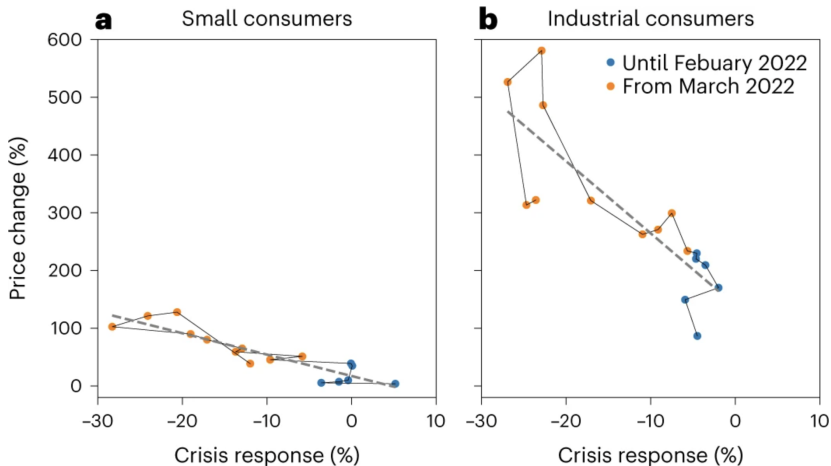 a Small consumers
b Industrial consumers
Until Febuary 2022
From March 2022
Price change (%)
600
500
400
300
200
100
0
–30 –20 –10 0 10
–30 –20 –10 0 10
Crisis response (%)
Crisis response (%)